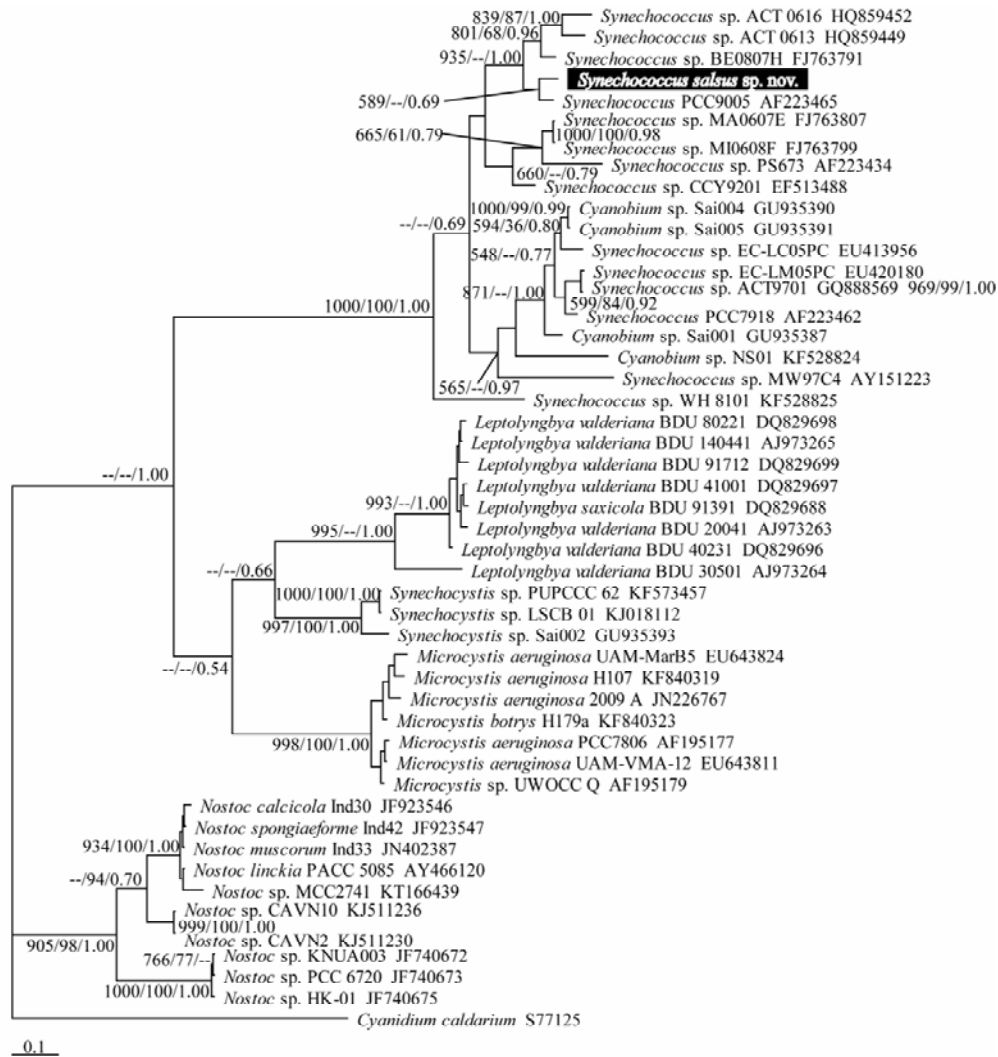 839/87/1.00
Synechococcus sp. ACT 0616 HQ859452
801/68/0.96
Synechococcus sp. ACT 0613 HQ859449
935/--/1.00
Synechococcus sp. BE0807H FJ763791
Synechococcus salsus sp. nov.
589/--/0.69
Synechococcus PCC9005 AF223465
Synechococcus sp. MA0607E FJ763807
665/61/0.79
1000/100/0.98
Synechococcus sp. MI0608F FJ763799
Synechococcus sp. PS673 AF223434
660/--/0.79
Synechococcus sp. CCY9201 EF513488
1000/99/0.99
Cyanobium sp. Sai004 GU935390
--/--/0.69
594/36/0.80
Cyanobium sp. Sai005 GU935391
548/--/0.77
Synechococcus sp. EC-LC05PC EU413956
Synechococcus sp. EC-LM05PC EU420180
871/--/1.00
Synechococcus sp. ACT9701 GQ888569 969/99/1.00
599/84/0.92
1000/100/1.00
Synechococcus PCC7918 AF223462
Cyanobium sp. Sai001 GU935387
Cyanobium sp. NS01 KF528824
Synechococcus sp. MW97C4 AY151223
565/--/0.97
Synechococcus sp. WH 8101 KF528825
Leptolyngbya valderiana BDU 80221 DQ829698
Leptolyngbya valderiana BDU 140441 AJ973265
Leptolyngbya valderiana BDU 91712 DQ829699
--/--/1.00
Leptolyngbya valderiana BDU 41001 DQ829697
993/--/1.00
Leptolyngbya saxicola BDU 91391 DQ829688
Leptolyngbya valderiana BDU 20041 AJ973263
995/--/1.00
Leptolyngbya valderiana BDU 40231 DQ829696
Leptolyngbya valderiana BDU 30501 AJ973264
--/--/0.66
1000/100/1.00
Synechocystis sp. PUPCCC 62 KF573457
Synechocystis sp. LSCB 01 KJ018112
997/100/1.00
Synechocystis sp. Sai002 GU935393
Microcystis aeruginosa UAM-MarB5 EU643824
--/--/0.54
Microcystis aeruginosa H107 KF840319
Microcystis aeruginosa 2009 A JN226767
Microcystis botrys H179a KF840323
998/100/1.00
Microcystis aeruginosa PCC7806 AF195177
Microcystis aeruginosa UAM-VMA-12 EU643811
Microcystis sp. UWOCC Q AF195179
Nostoc calcicola Ind30 JF923546
Nostoc spongiaeforme Ind42 JF923547
934/100/1.00
Nostoc muscorum Ind33 JN402387
Nostoc linckia PACC 5085 AY466120
--/94/0.70
Nostoc sp. MCC2741 KT166439
Nostoc sp. CAVN10 KJ511236
999/100/1.00
Nostoc sp. CAVN2 KJ511230
905/98/1.00
Nostoc sp. KNUA003 JF740672
766/77/--
Nostoc sp. PCC 6720 JF740673
1000/100/1.00
Nostoc sp. HK-01 JF740675
Cyanidium caldarium S77125
0.1